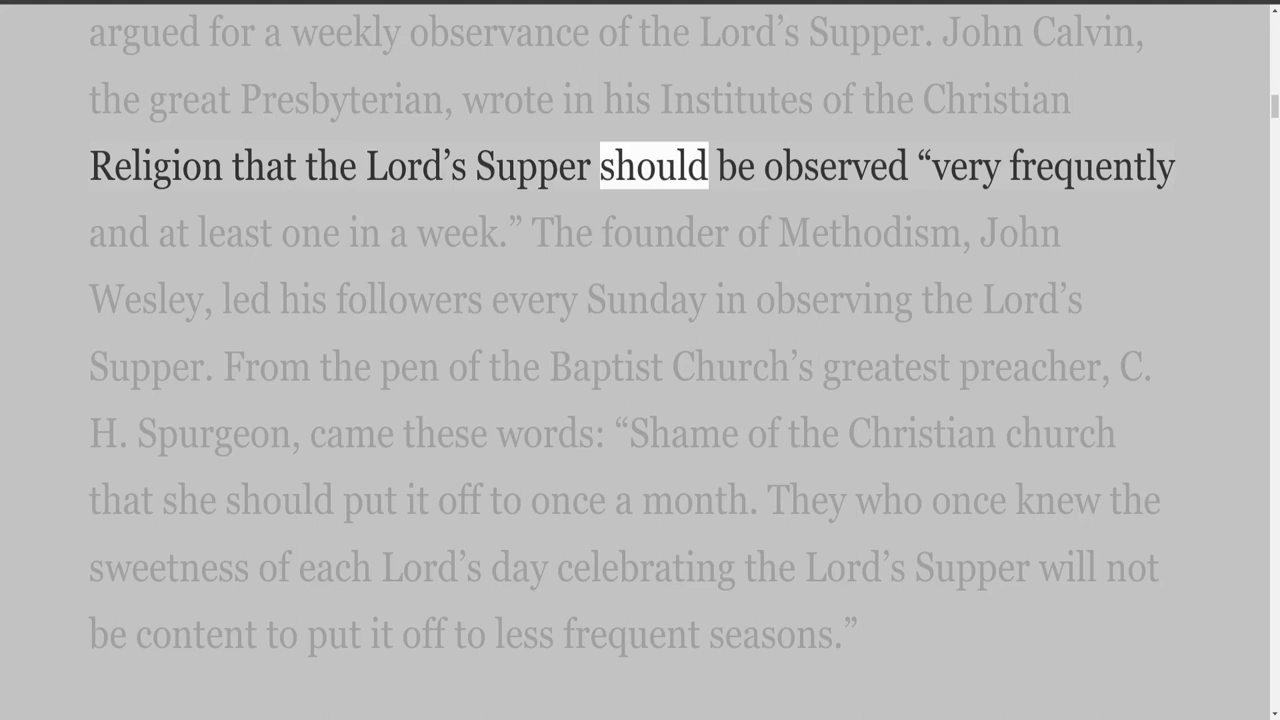 argued for a weekly observance of the Lord’s Supper. John Calvin,
the great Presbyterian, wrote in his Institutes of the Christian
Religion that the Lord’s Supper should be observed “very frequently
and at least one in a week.” The founder of Methodism, John
Wesley, led his followers every Sunday in observing the Lord’s
Supper. From the pen of the Baptist Church’s greatest preacher, C.
H. Spurgeon, came these words: “Shame of the Christian church
that she should put it off to once a month. They who once knew the
sweetness of each Lord’s day celebrating the Lord’s Supper will not
be content to put it off to less frequent seasons.”